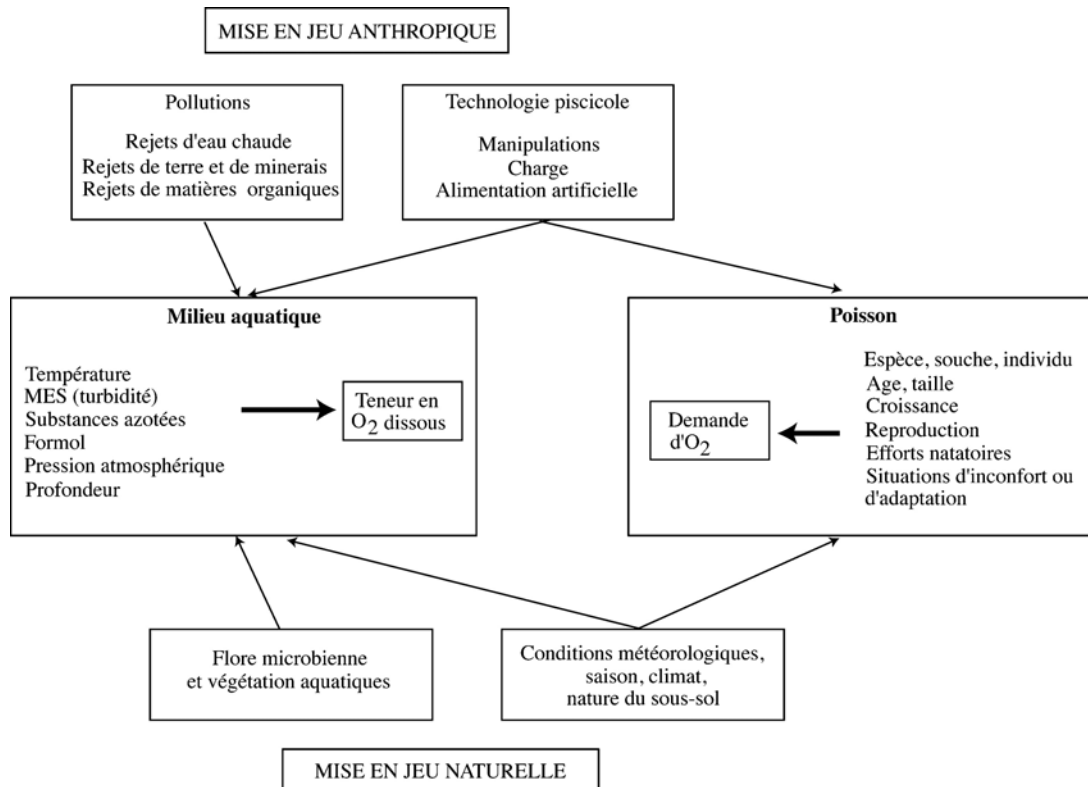 MISE EN JEU ANTHROPIQUE
Pollutions
Rejets d'eau chaude
Rejets de terre et de minerais
Rejets de matières organiques
Technologie piscicole
Manipulations
Charge
Alimentation artificielle
Milieu aquatique
Température
MES (turbidité)
Substances azotées
Formol
Pression atmosphérique
Profondeur
Teneur en
O2 dissous
Poisson
Demande
d'O2
Espèce, souche, individu
Age, taille
Croissance
Reproduction
Efforts natatoires
Situations d'inconfort ou
d'adaptation
Flore microbienne
et végétation aquatiques
Conditions météorologiques,
saison, climat,
nature du sous-sol
MISE EN JEU NATURELLE